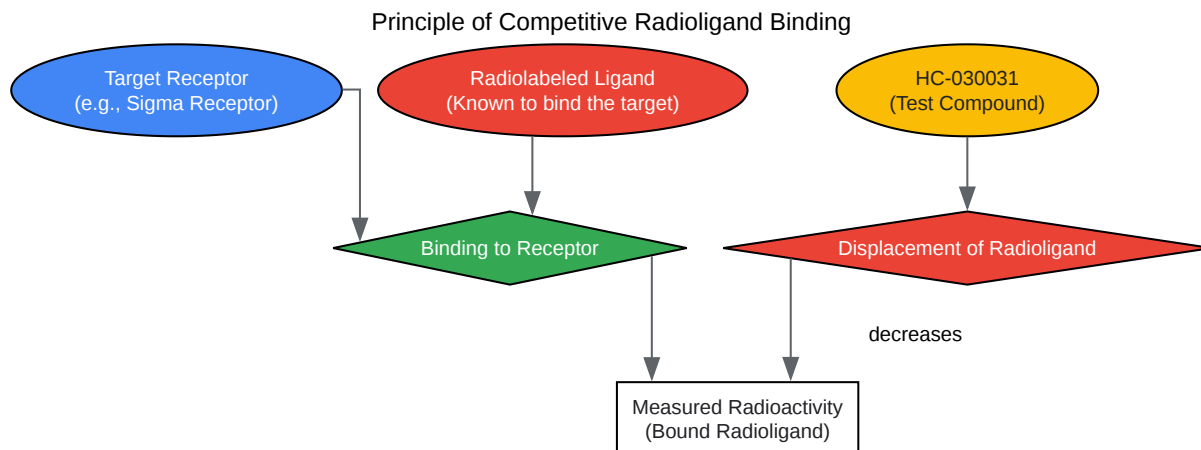 Principle of Competitive Radioligand Binding
Target Receptor
(e.g., Sigma Receptor)
Radiolabeled Ligand
(Known to bind the target)
HC-030031
(Test Compound)
Binding to Receptor
Displacement of Radioligand
decreases
Measured Radioactivity
(Bound Radioligand)